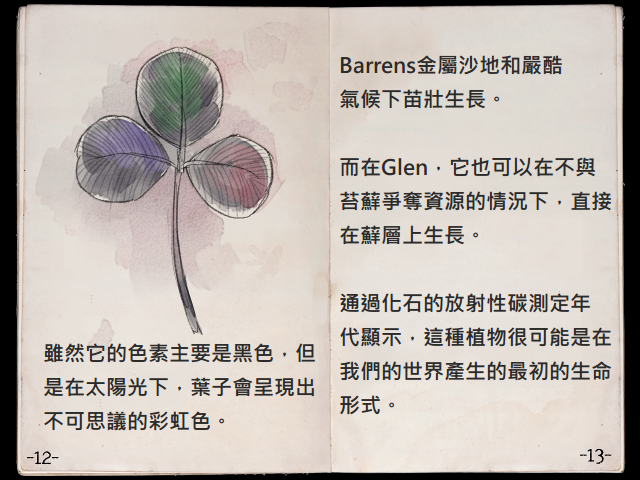 雖然它的色素主要是黑色，但
是在太陽光下，葉子會呈現出
不可思議的彩虹色。
-12-
Barrens金屬沙地和嚴酷
氣候下茁壯生長。
而在Glen，它也可以在不與
苔蘚爭奪資源的情況下，直接
在蘚層上生長。
通過化石的放射性碳測定年
代顯示，這種植物很可能是在
我們的世界產生的最初的生命
形式。
-13-